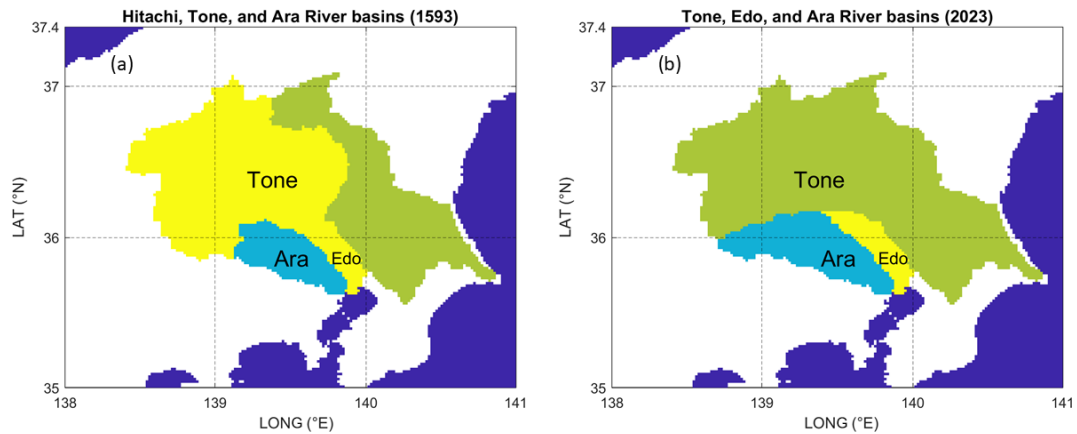 Hitachi, Tone, and Ara River basins (1593)
37.4
(a)
37
Tone
LAT (°N)
36
Ara
Edo
35
138
139
140
141
LONG (°E)
Tone, Edo, and Ara River basins (2023)
37.4
(b)
37
Tone
LAT (°N)
36
Ara
Edo
35
138
139
140
141
LONG (°E)